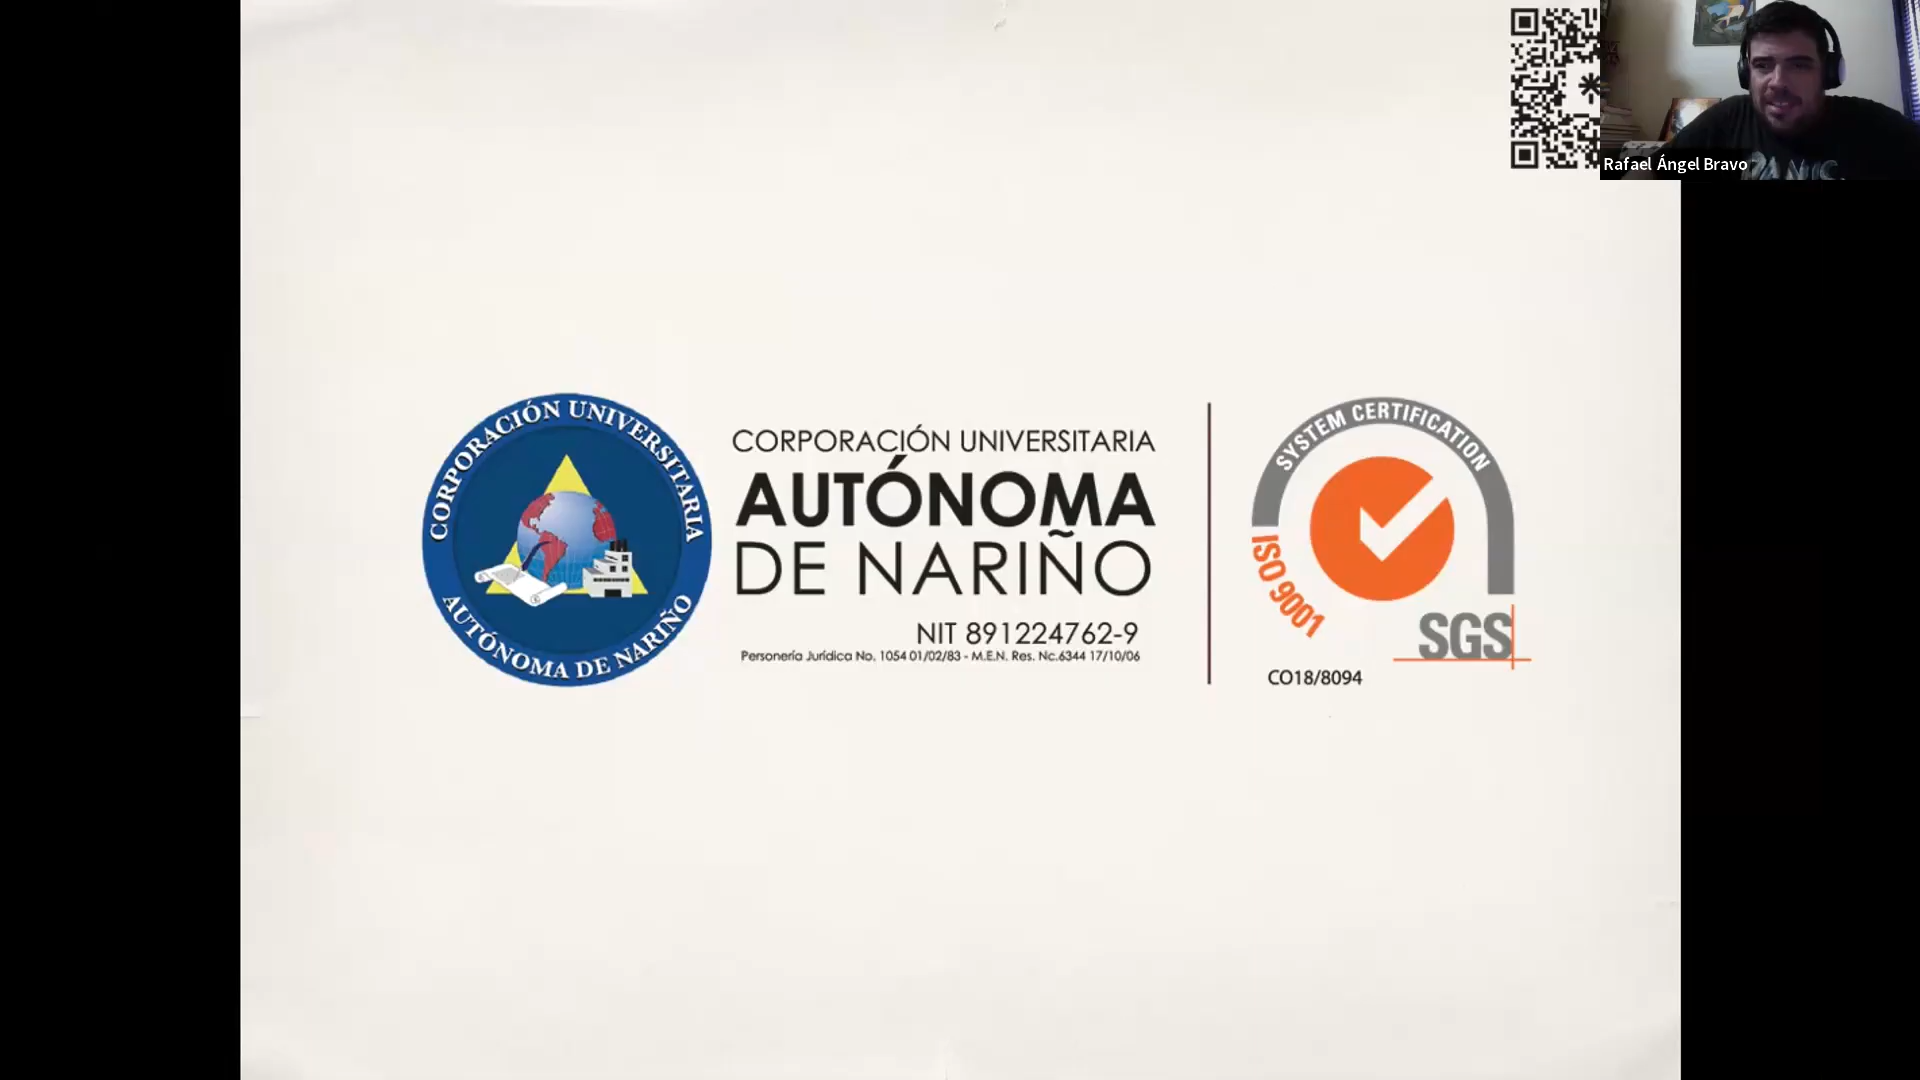 Rafael Ángel Bravo
CORPORACIÓN UNIVERSITARIA
AUTÓNOMA DE NARIÑO
CORPORACIÓN UNIVERSITARIA
AUTÓNOMA
DE NARIÑO
NIT 891224762-9
Personería Jurídica No. 1054 01/02/83 - M.E.N. Res. Nc.6344 17/10/06
SYSTEM CERTIFICATION
ISO 9001
SGS
CO18/8094